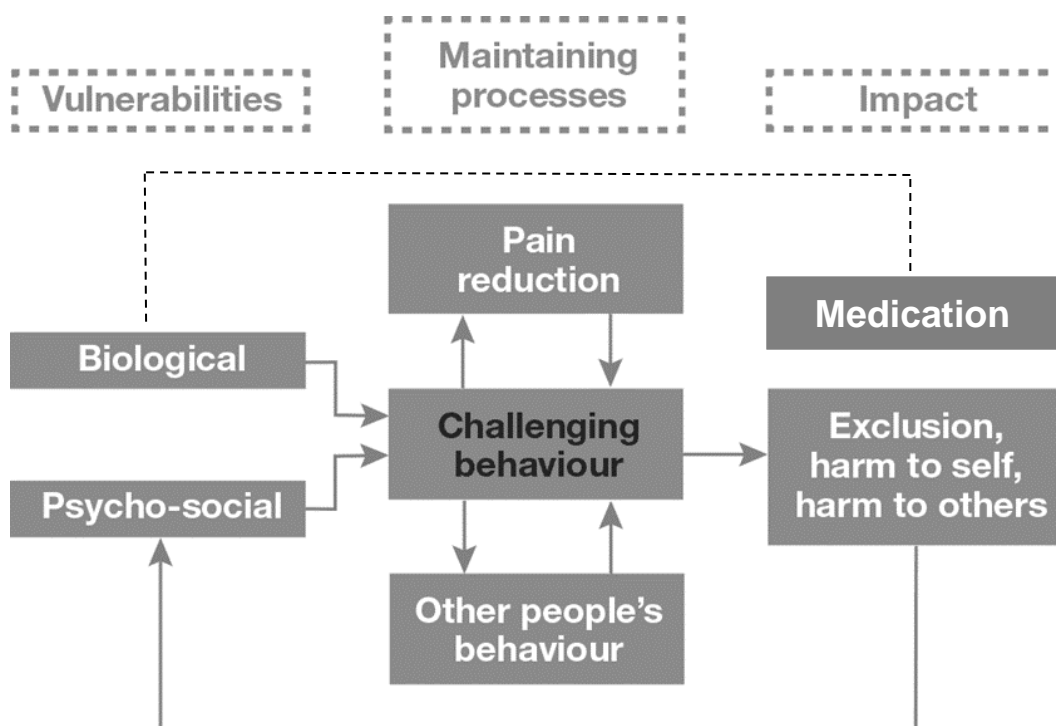 Vulnerabilities
Maintaining
processes
Impact
Pain
reduction
Medication
Biological
Challenging
behaviour
Exclusion,
harm to self,
harm to others
Psycho-social
Other people's
behaviour